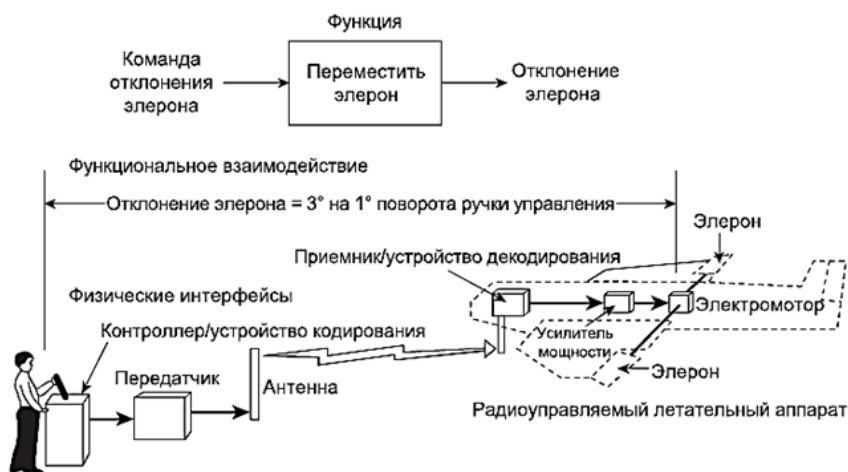 Функция
Команда
отклонения
элерона
Переместить
элерон
Отклонение
элерона
Функциональное взаимодействие
Отклонение элерона = 3° на 1° поворота ручки управления
Элерон
Приемник/устройство декодирования
Физические интерфейсы
Электромотор
Контроллер/устройство кодирования
Усилитель
мощности
Передатчик
Антенна
Элерон
Радиоуправляемый летательный аппарат